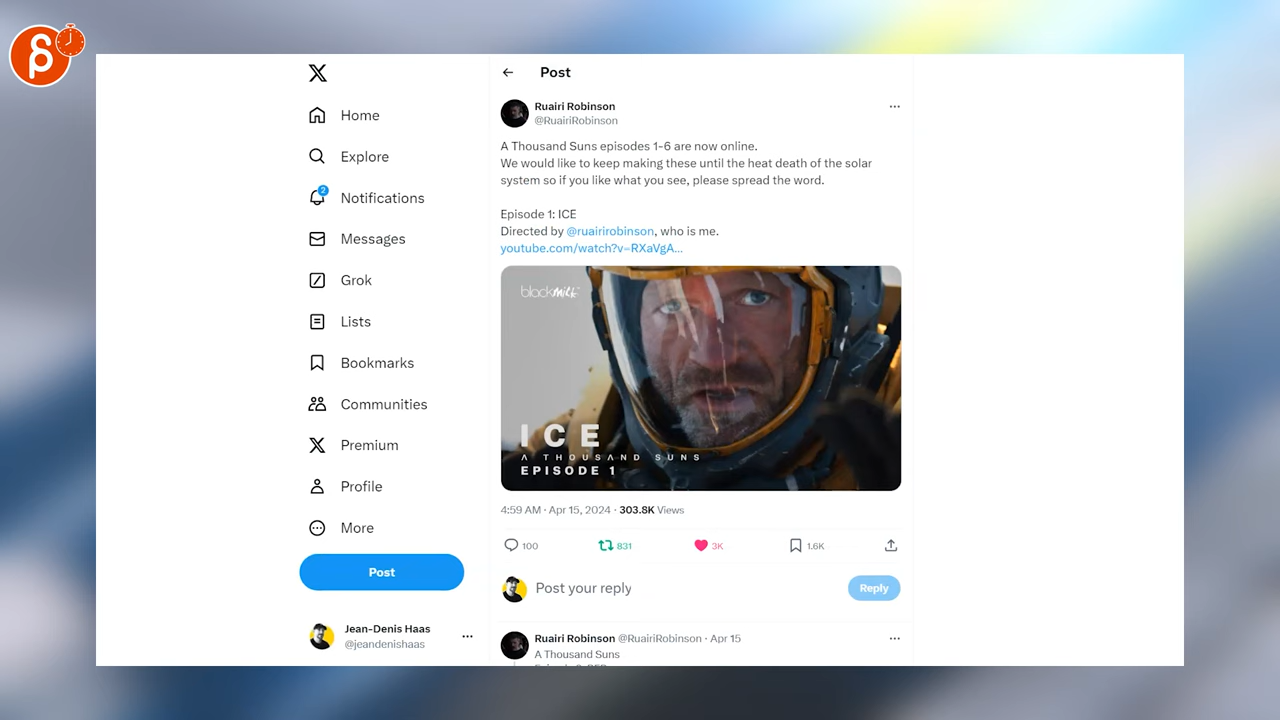 Home
Explore
2
Notifications
Messages
Grok
Lists
Bookmarks
Communities
Premium
Profile
More
Post
Jean-Denis Haas
@jeandenishaas
Post
Ruairi Robinson
@RuairiRobinson
A Thousand Suns episodes 1-6 are now online.
We would like to keep making these until the heat death of the solar
system so if you like what you see, please spread the word.
Episode 1: ICE
Directed by @ruairirobinson, who is me.
youtube.com/watch?v=RXaVgA...
blackmilk
ICE
A THOUSAND SUNS
EPISODE 1
4:59 AM · Apr 15, 2024 · 303.8K Views
100 831 3K 1.6K
Post your reply
Reply
Ruairi Robinson @RuairiRobinson · Apr 15
A Thousand Suns